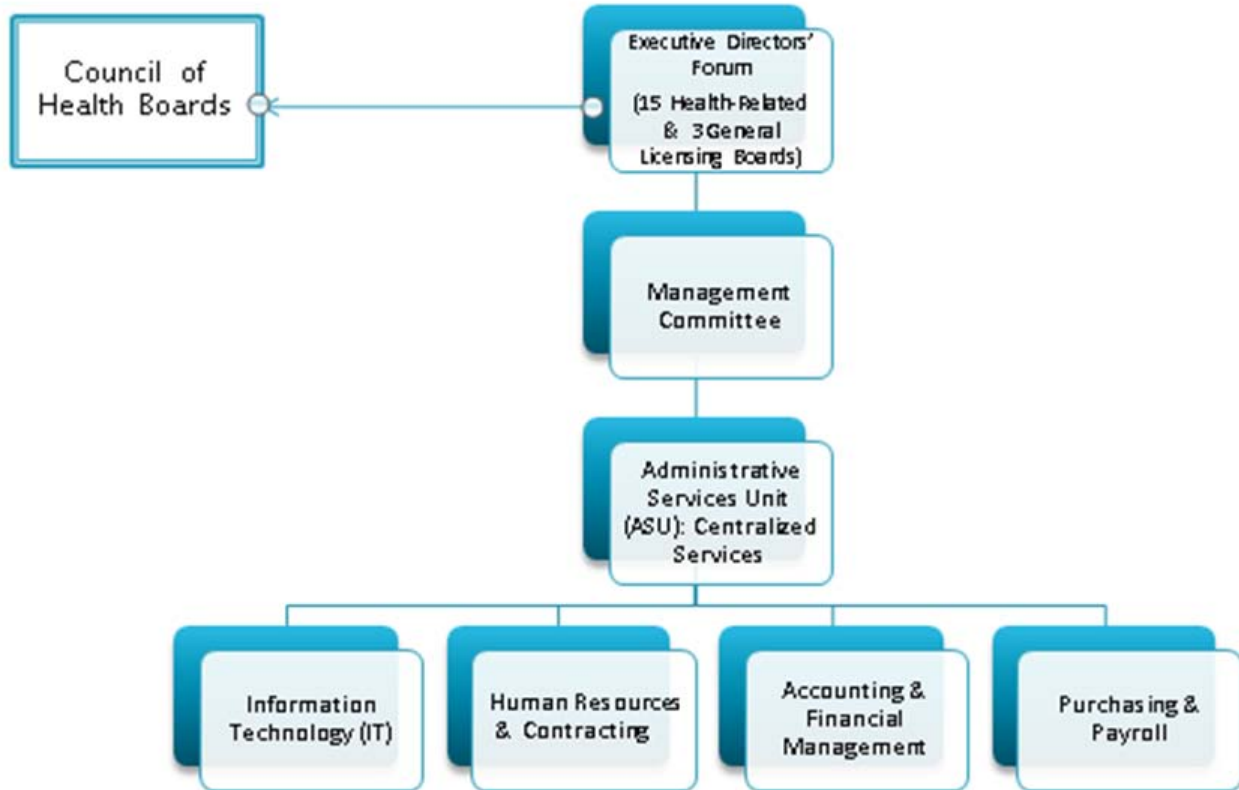 Council of
Health Boards
Executive Directors’
Forum
(15 Health-Related
& 3 General
Licensing Boards)
Management
Committee
Administrative
Services Unit
(ASU): Centralized
Services
Information
Technology (IT)
Human Resources
& Contracting
Accounting &
Financial
Management
Purchasing &
Payroll